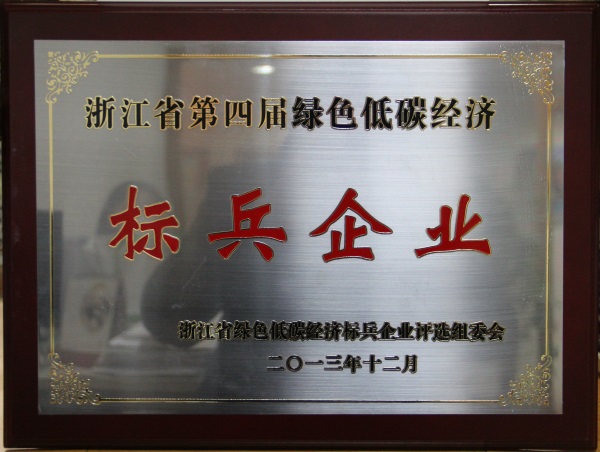 浙江省第四届绿色低碳经济
标兵企业
浙江省绿色低碳经济标兵企业评选组委会
二〇一三年十二月